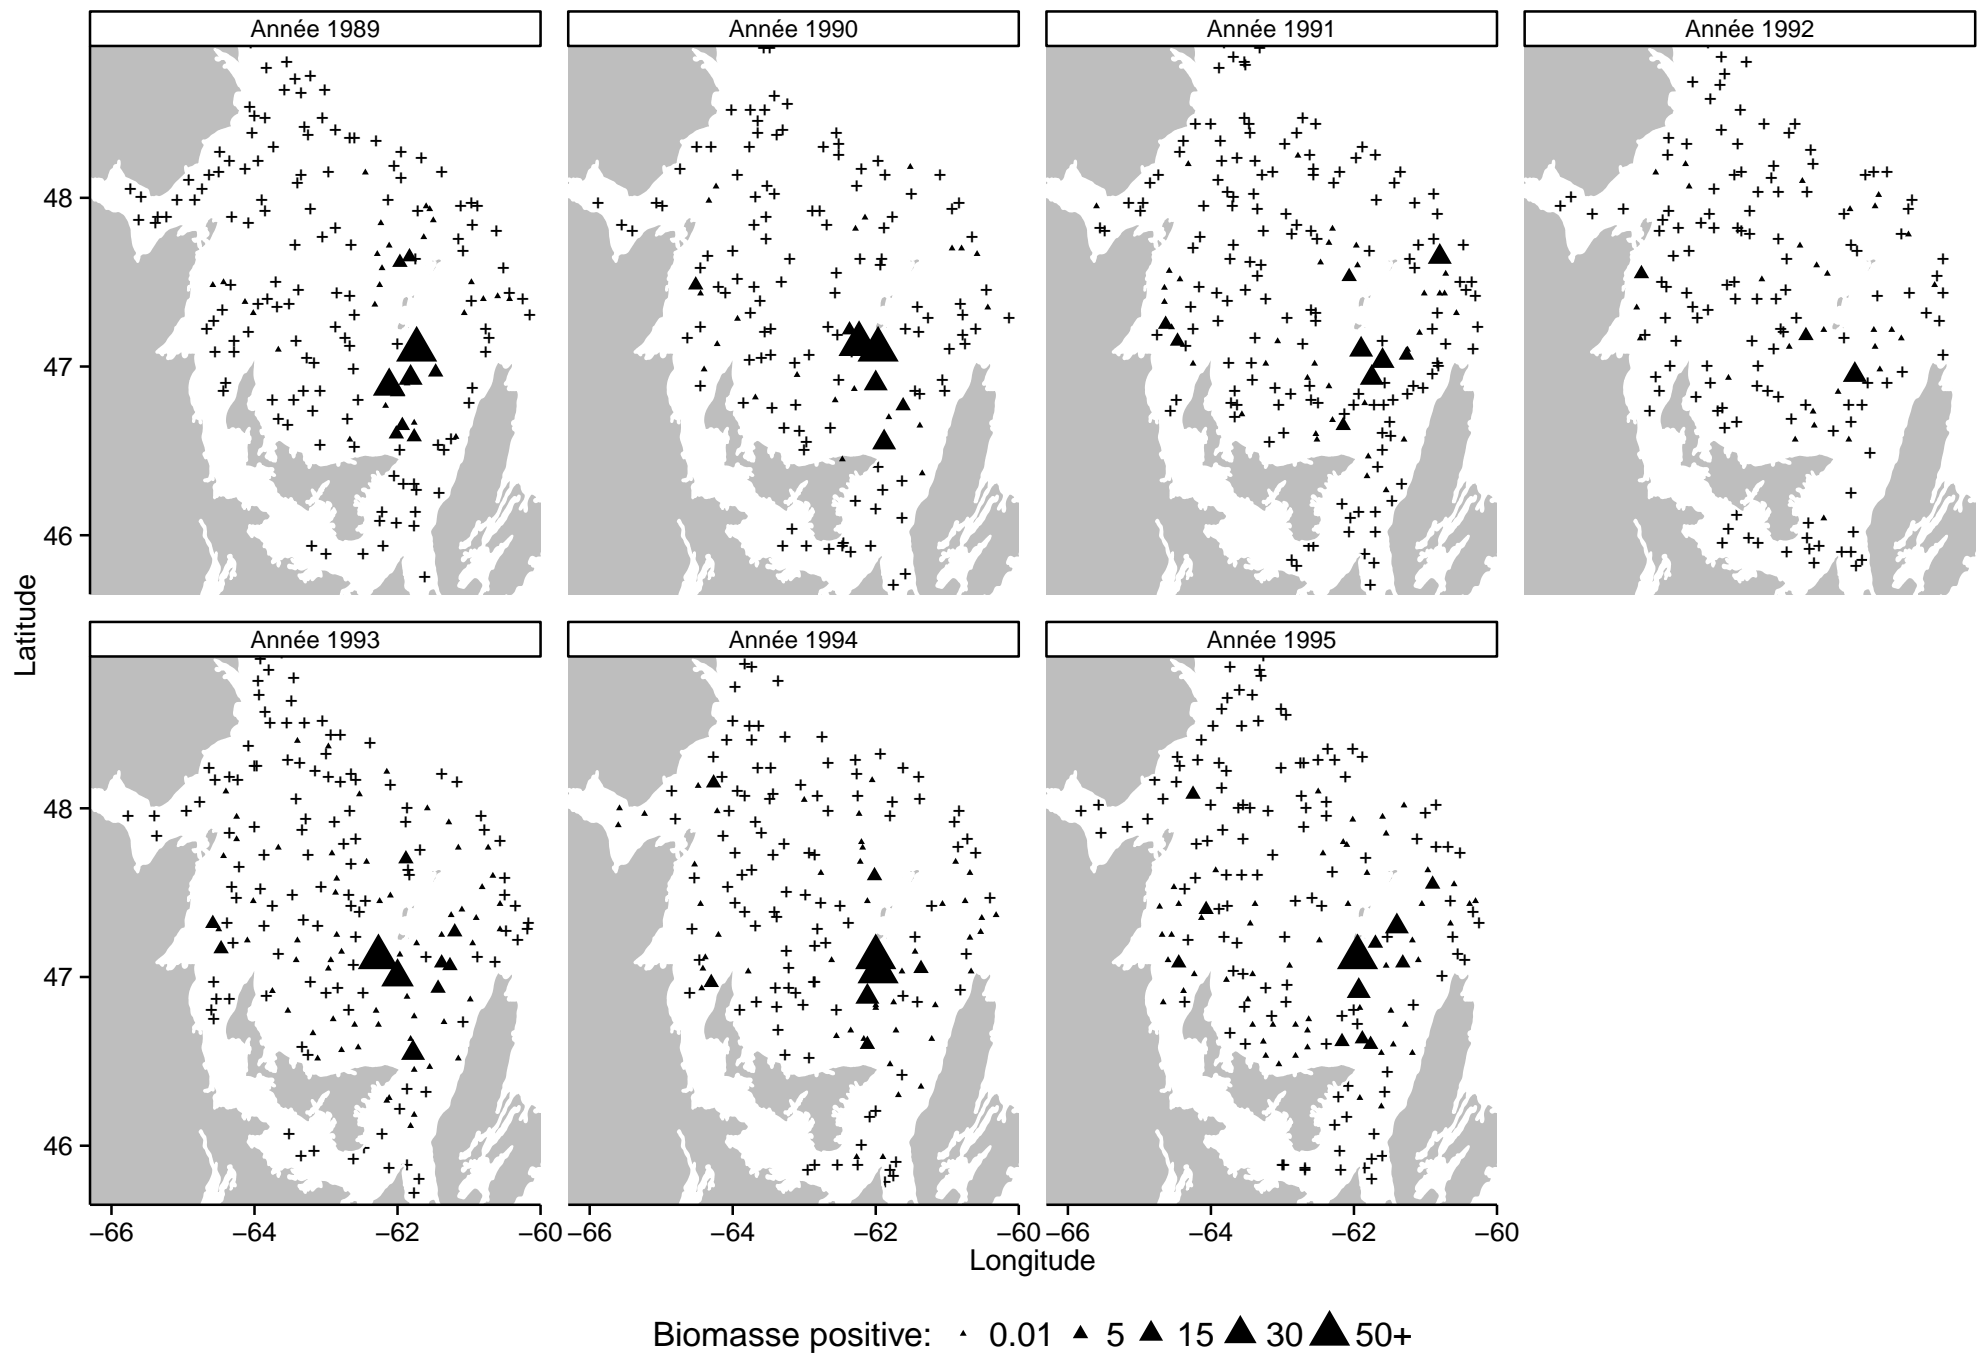 Année 1989
Année 1990
Année 1991
Année 1992
48
47
46
Année 1993
Année 1994
Année 1995
48
47
46
−66
−64
−62
−60
−66
−64
−62
−60
−66
−64
−62
−60
Latitude
Longitude
Biomasse positive: 0.01 5 15 30 50+